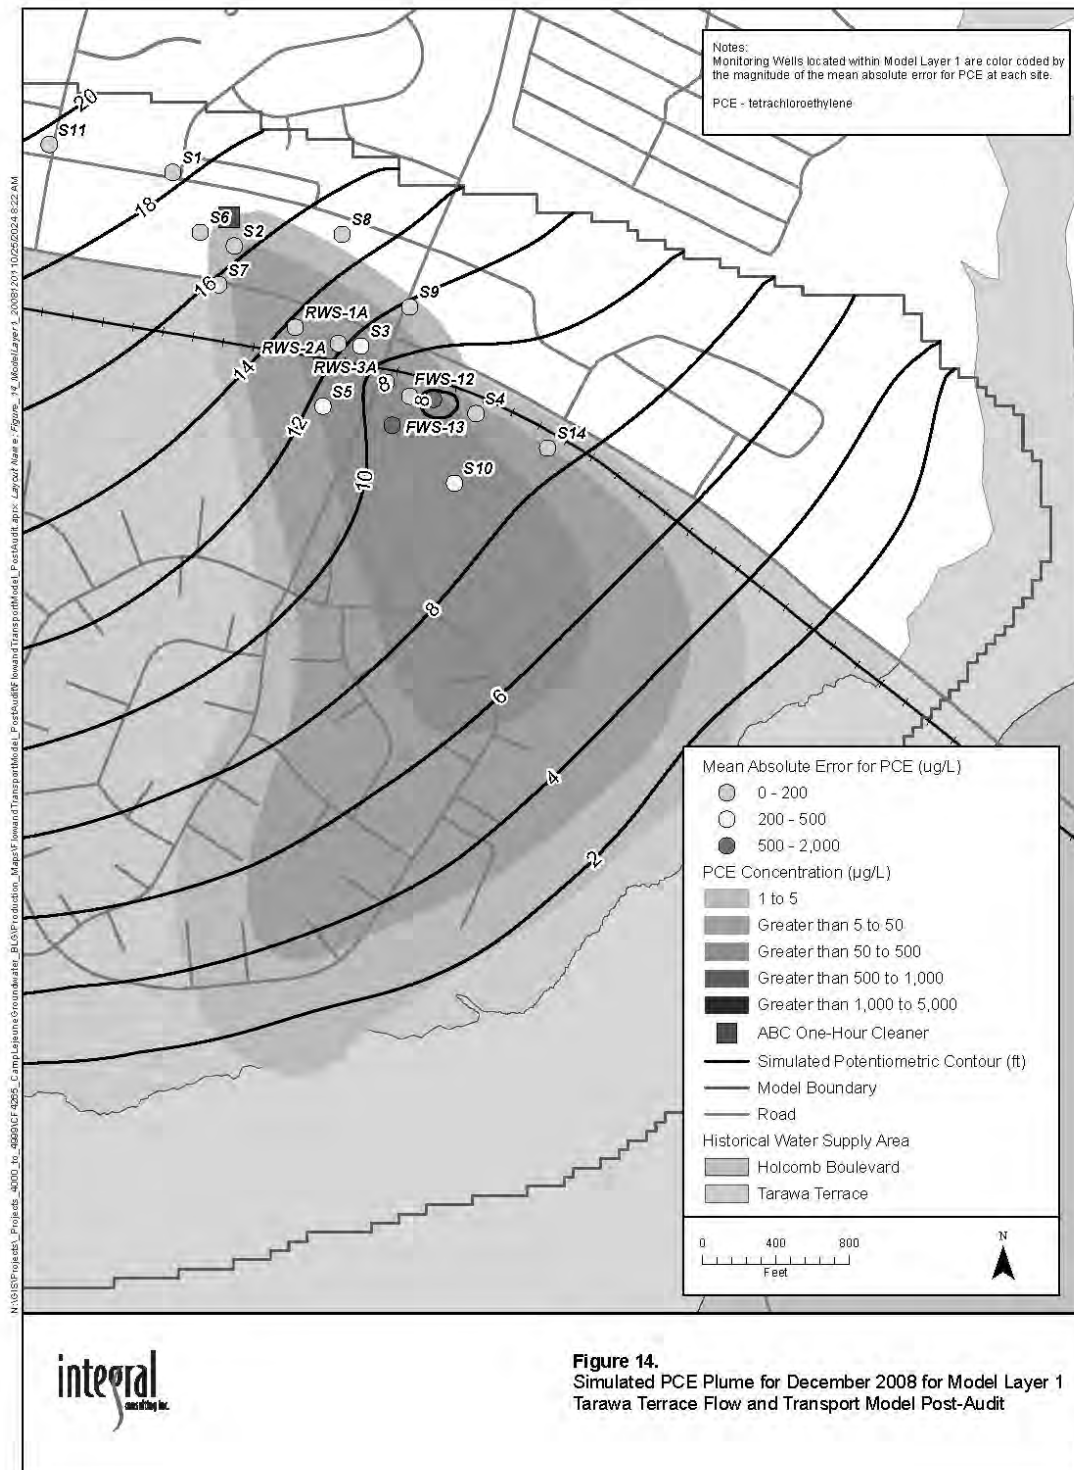 Notes:
Monitoring Wells located within Model Layer 1 are color coded by
the magnitude of the mean absolute error for PCE at each site.
PCE - tetrachloroethylene
20
S11
S1
18
S6
S2
S8
S7
16
S9
RWS-1A
S3
RWS-2A
RWS-3A
14
8
FWS-12
8
S5
S4
12
FWS-13
S14
10
S10
8
6
4
2
Mean Absolute Error for PCE (ug/L)
0 - 200
200 - 500
500 - 2,000
PCE Concentration (µg/L)
1 to 5
Greater than 5 to 50
Greater than 50 to 500
Greater than 500 to 1,000
Greater than 1,000 to 5,000
ABC One-Hour Cleaner
Simulated Potentiometric Contour (ft)
Model Boundary
Road
Historical Water Supply Area
Holcomb Boulevard
Tarawa Terrace
0 400 800
Feet
N
integral
consulting inc.
Figure 14.
Simulated PCE Plume for December 2008 for Model Layer 1
Tarawa Terrace Flow and Transport Model Post-Audit